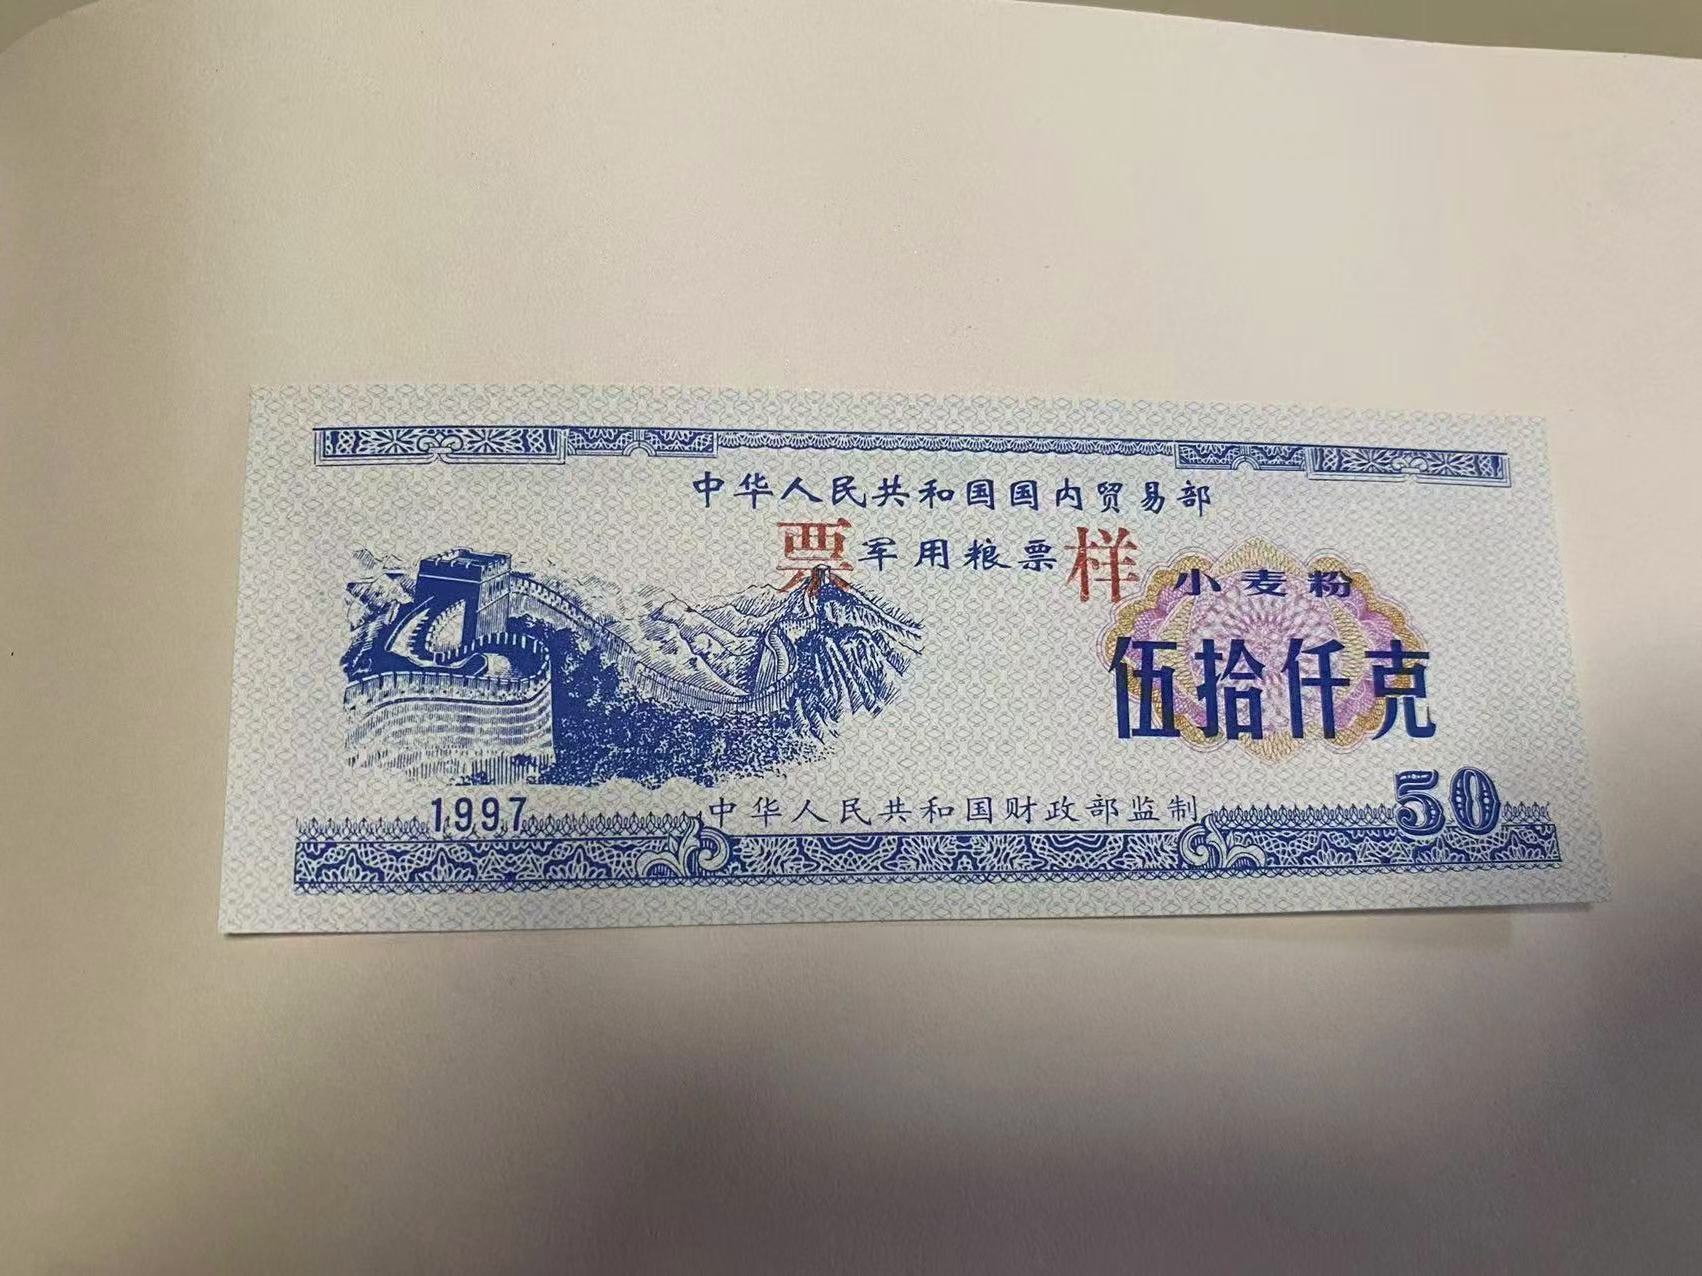 中华人民共和国国内贸易部
票 军用粮票 样
小麦粉
伍拾仟克
50
1997
中华人民共和国财政部监制